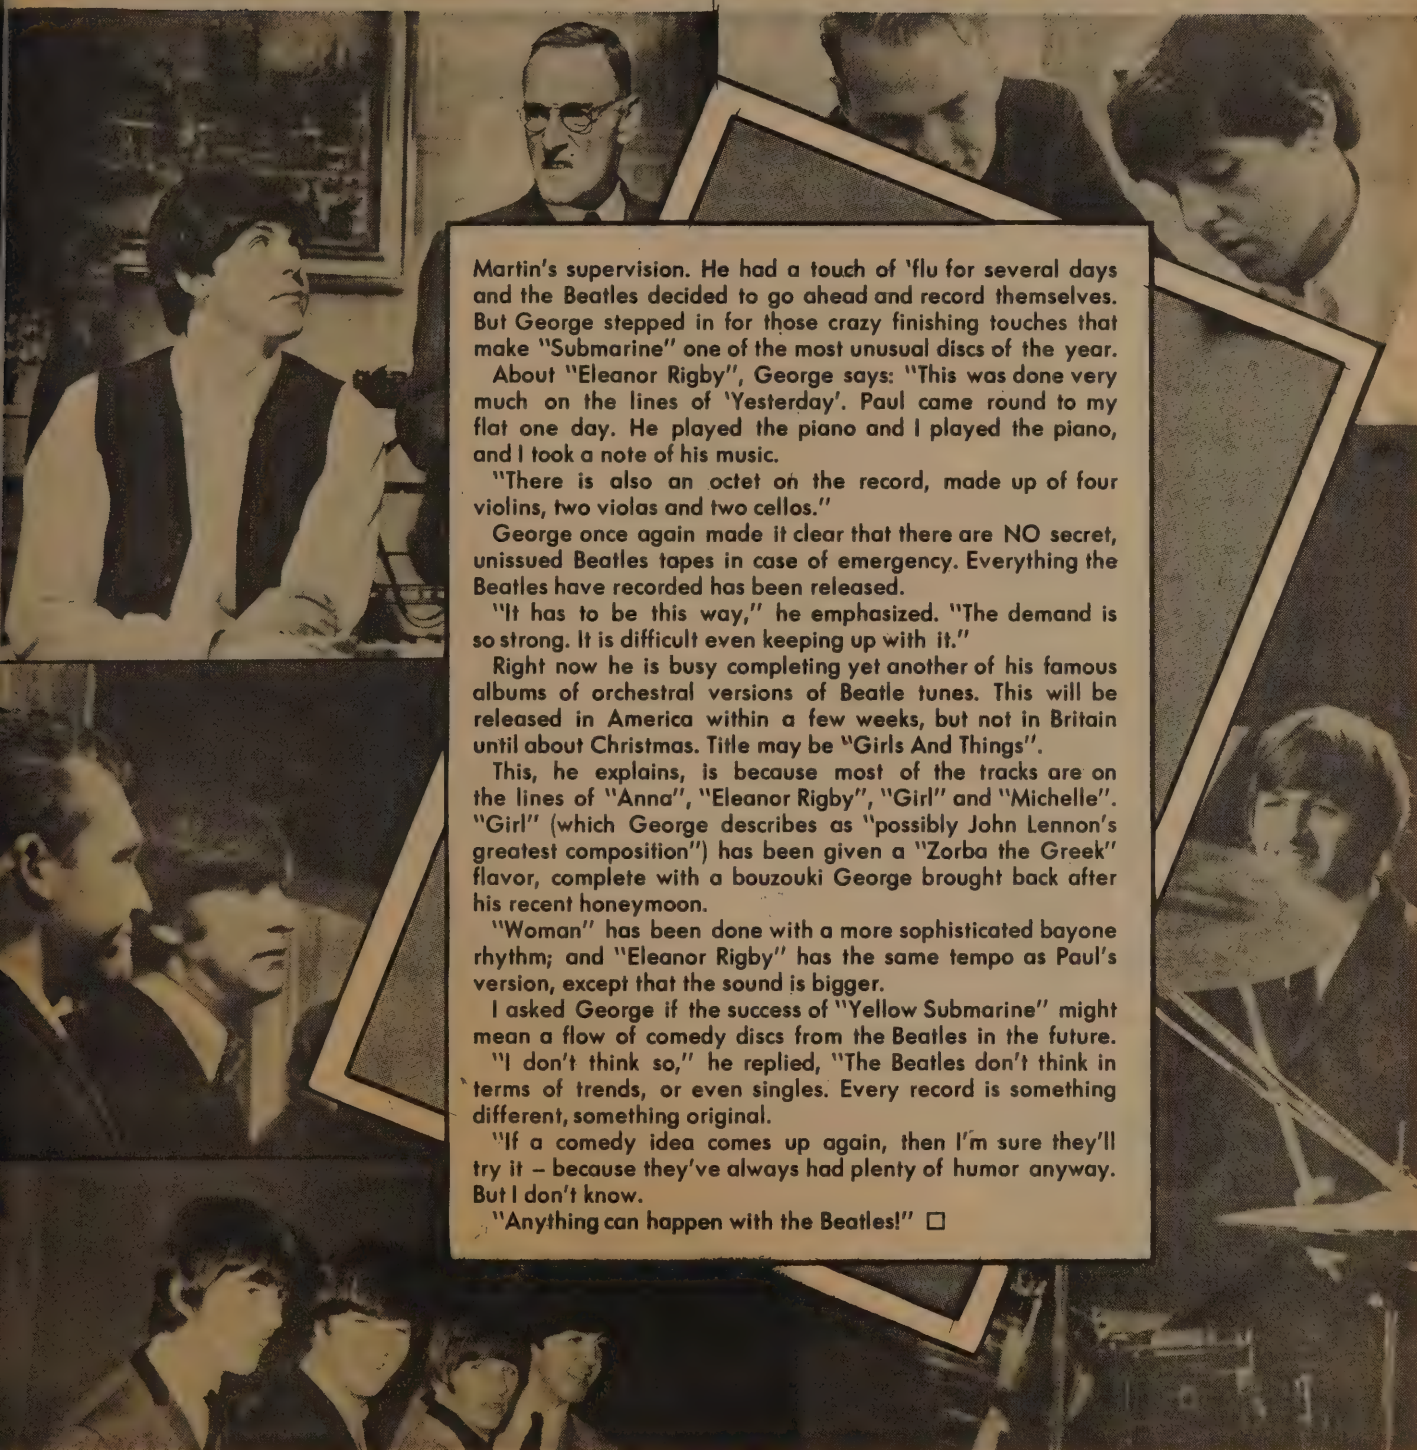 Martin's supervision. He had a touch of 'flu for several days
and the Beatles decided to go ahead and record themselves.
But George stepped in for those crazy finishing touches that
make "Submarine" one of the most unusual discs of the year.
About "Eleanor Rigby", George says: "This was done very
much on the lines of 'Yesterday'. Paul came round to my
flat one day. He played the piano and I played the piano,
and I took a note of his music.
"There is also an octet on the record, made up of four
violins, two violas and two cellos."
George once again made it clear that there are NO secret,
unissued Beatles tapes in case of emergency. Everything the
Beatles have recorded has been released.
"It has to be this way," he emphasized. "The demand is
so strong. It is difficult even keeping up with it."
Right now he is busy completing yet another of his famous
albums of orchestral versions of Beatle tunes. This will be
released in America within a few weeks, but not in Britain
until about Christmas. Title may be "Girls And Things".
This, he explains, is because most of the tracks are on
the lines of "Anna", "Eleanor Rigby", "Girl" and "Michelle".
"Girl" (which George describes as "possibly John Lennon's
greatest composition") has been given a "Zorba the Greek"
flavor, complete with a bouzouki George brought back after
his recent honeymoon.
"Woman" has been done with a more sophisticated bayone
rhythm; and "Eleanor Rigby" has the same tempo as Paul's
version, except that the sound is bigger.
I asked George if the success of "Yellow Submarine" might
mean a flow of comedy discs from the Beatles in the future.
"I don't think so," he replied, "The Beatles don't think in
terms of trends, or even singles. Every record is something
different, something original.
"If a comedy idea comes up again, then I'm sure they'll
try it – because they've always had plenty of humor anyway.
But I don't know.
"Anything can happen with the Beatles!" □